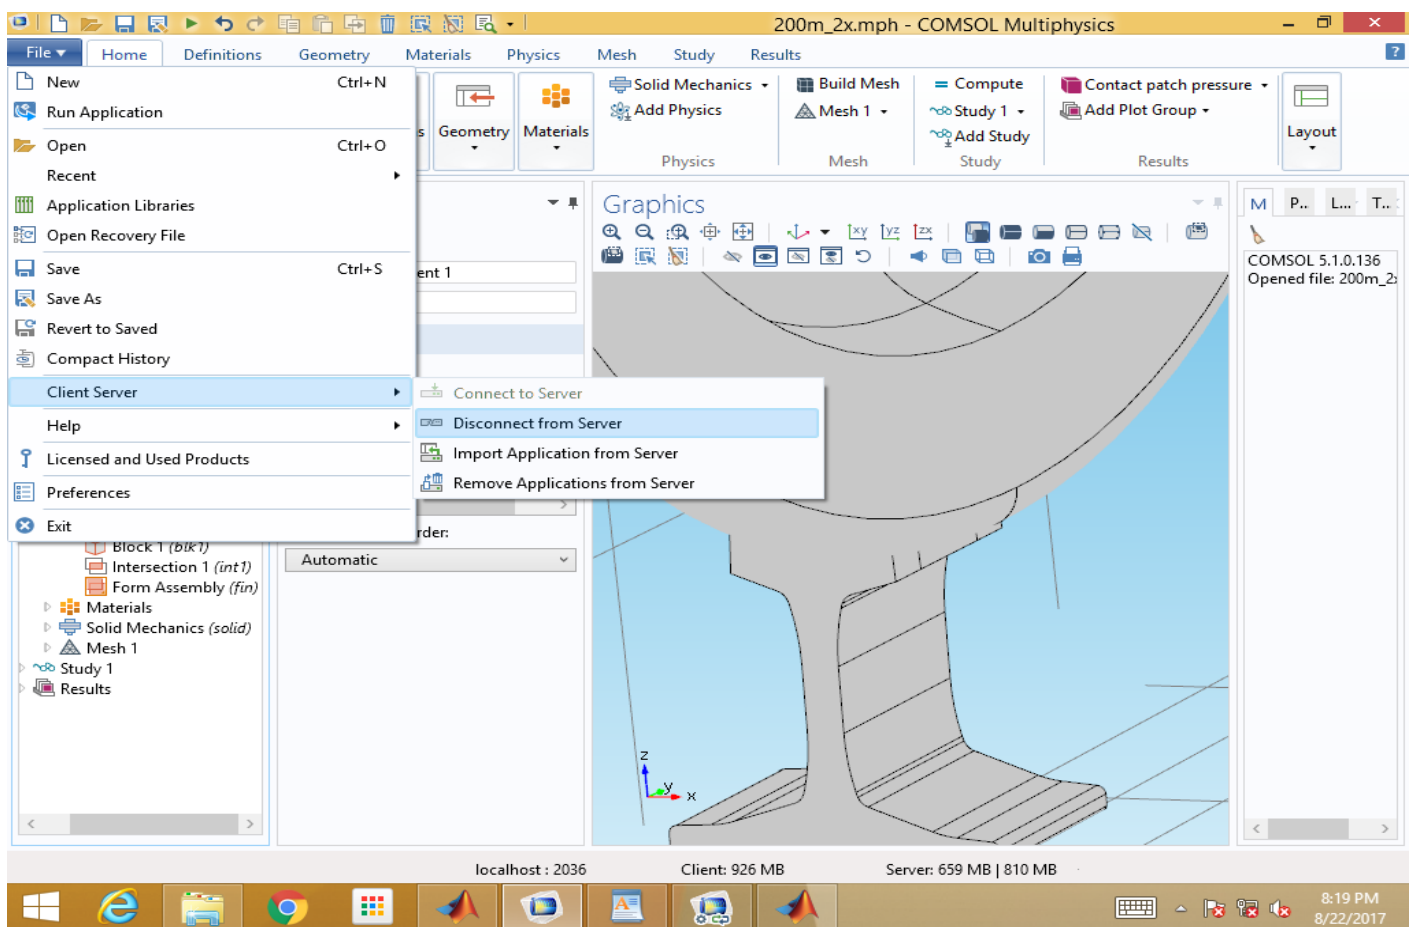 200m_2x.mph - COMSOL Multiphysics
File Home Definitions Geometry Materials Physics Mesh Study Results
New Ctrl+N
Run Application
Open Ctrl+O
Recent
Application Libraries
Open Recovery File
Save Ctrl+S
Save As
Revert to Saved
Compact History
Client Server
Help
Licensed and Used Products
Preferences
Exit
Connect to Server
Disconnect from Server
Import Application from Server
Remove Applications from Server
s Geometry Materials
Solid Mechanics
Add Physics
Physics
Build Mesh
Mesh 1
Mesh
= Compute
Study 1
Add Study
Study
Contact patch pressure
Add Plot Group
Results
Layout
ent 1
rder:
Automatic
Block 1 (blk1)
Intersection 1 (int1)
Form Assembly (fin)
Materials
Solid Mechanics (solid)
Mesh 1
Study 1
Results
Graphics
xy yz zx
z
y
x
M P.. L... T..
COMSOL 5.1.0.136
Opened file: 200m_2
localhost : 2036 Client: 926 MB Server: 659 MB | 810 MB
8:19 PM
8/22/2017